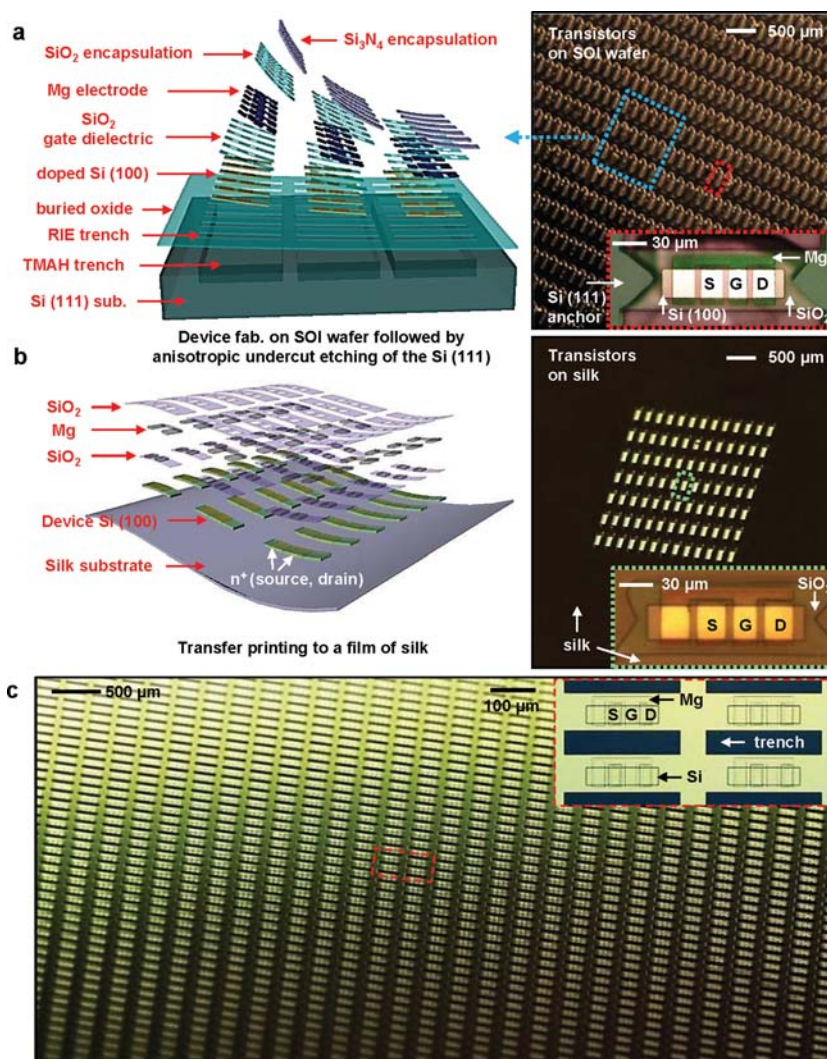 a
SiO₂ encapsulation
Si₃N₄ encapsulation
Mg electrode
SiO₂
gate dielectric
doped Si (100)
buried oxide
RIE trench
TMAH trench
Si (111) sub.
Device fab. on SOI wafer followed by
anisotropic undercut etching of the Si (111)
Transistors
on SOI wafer
500 µm
30 µm
Mg
S G D
Si (111)
anchor
Si (100)
SiO₂
b
SiO₂
Mg
SiO₂
Device Si (100)
Silk substrate
n⁺ (source, drain)
Transfer printing to a film of silk
Transistors
on silk
500 µm
30 µm
SiO₂
S G D
silk
c
500 µm
100 µm
Mg
S G D
trench
Si